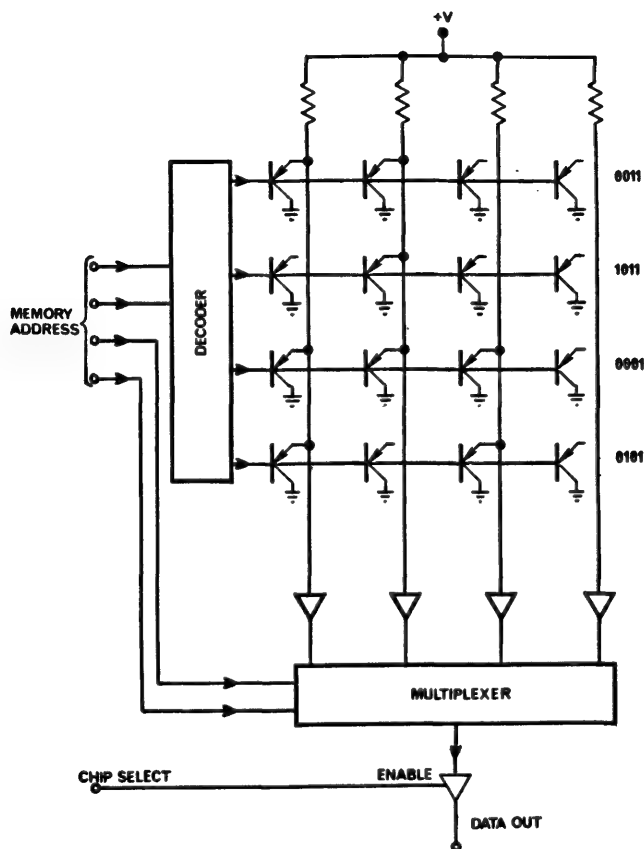 +V
0011
1011
MEMORY
ADDRESS
DECODER
0001
0101
MULTIPLEXER
CHIP SELECT
ENABLE
DATA OUT